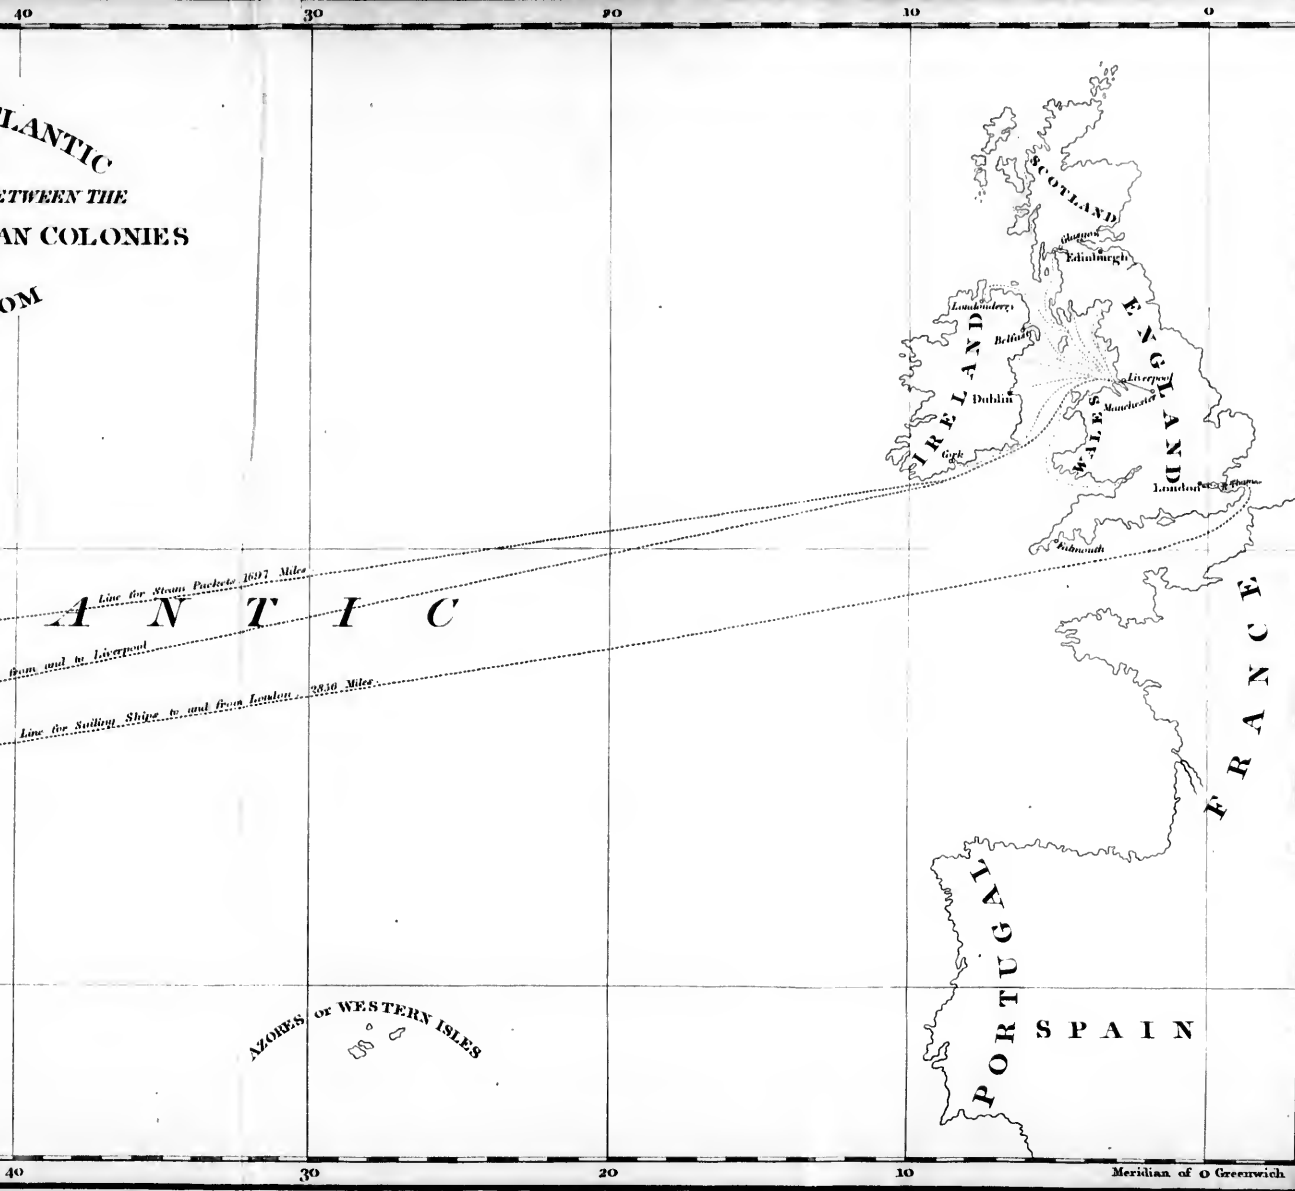 40 30 20 10 0
LANTIC
ETWEEN THE
AN COLONIES
OM
SCOTLAND
Glasgow
Edinburgh
ENGLAND
Londonderry
Belfast
IRELAND
Liverpool
Manchester
Dublin
WALES
Cork
London
Falmouth
Line for Steam Packets 1697 Miles
ANTIC
from and to Liverpool
Line for Sailing Ships to and from London. 2856 Miles
FRANCE
PORTUGAL
SPAIN
AZORES or WESTERN ISLES
40 30 20 10 Meridian of 0 Greenwich